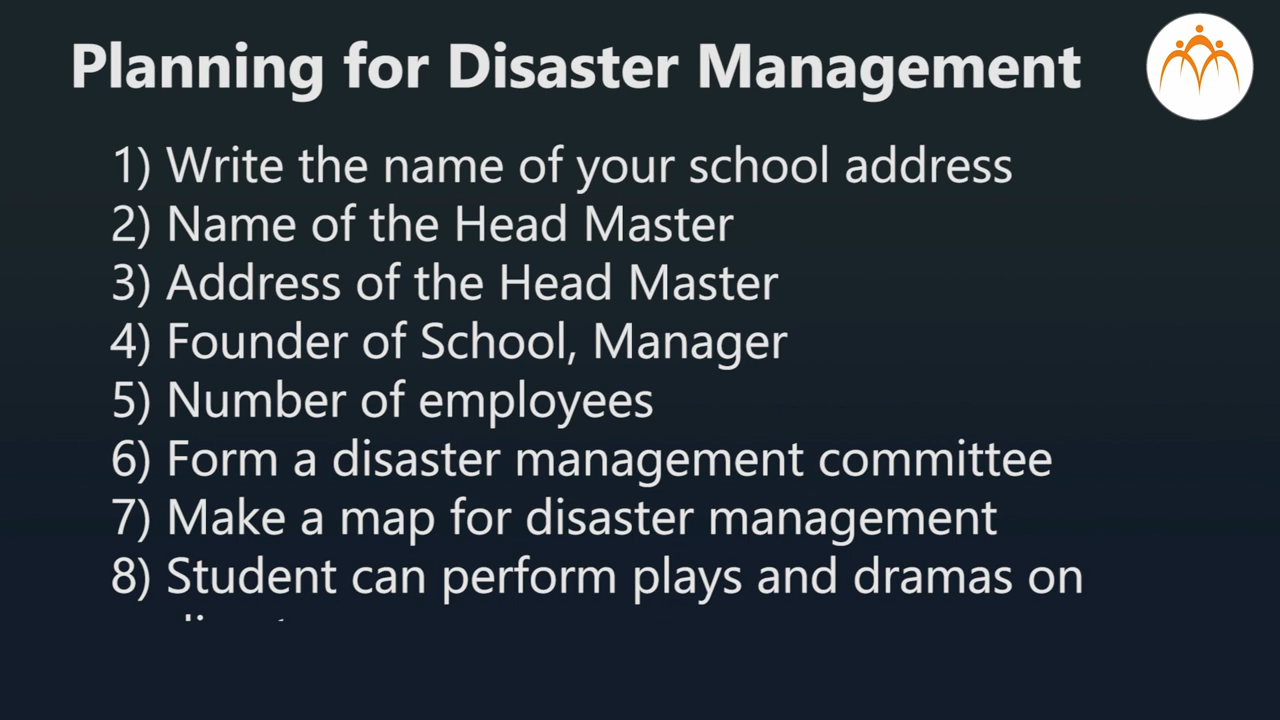 Planning for Disaster Management
1) Write the name of your school address
2) Name of the Head Master
3) Address of the Head Master
4) Founder of School, Manager
5) Number of employees
6) Form a disaster management committee
7) Make a map for disaster management
8) Student can perform plays and dramas on